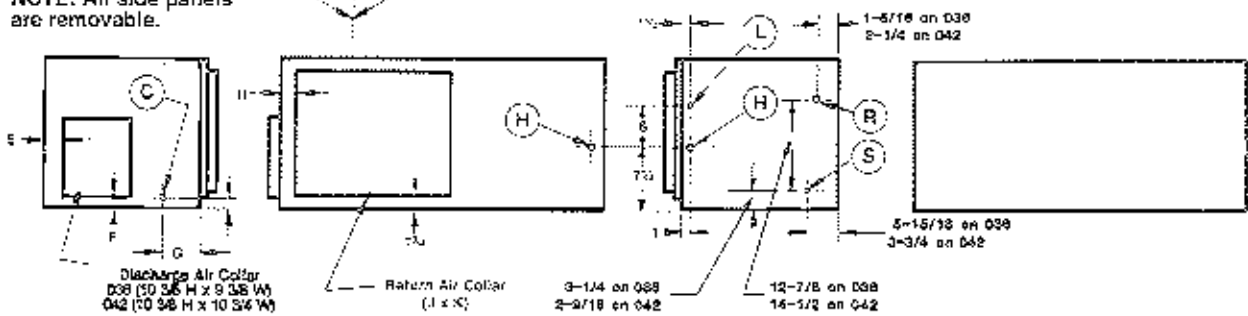 NOTE: All side panels
are removable.
1-5/16 on 036
2-1/4 on 042
L
C
H
H
R
S
E
F
G
6
1
Discharge Air Collar
036 (10 3/8 H x 9 3/8 W)
042 (10 3/8 H x 10 3/4 W)
Return Air Collar
(J x K)
3-1/4 on 036
2-9/16 on 042
12-7/8 on 036
14-1/2 on 042
5-15/16 on 036
3-3/4 on 042